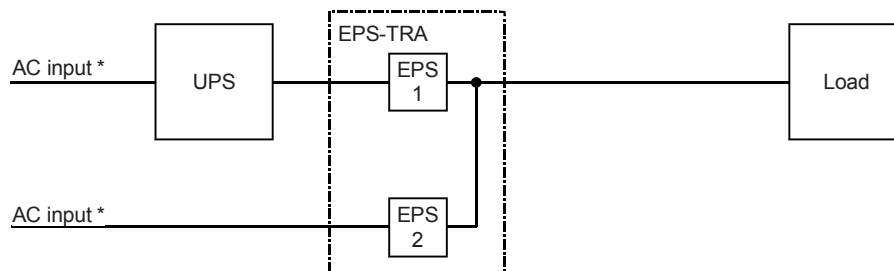 EPS-TRA
AC input *
UPS
EPS
1
Load
AC input *
EPS
2